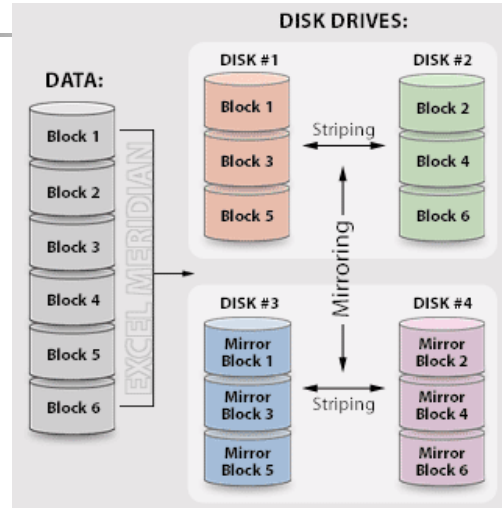 DISK DRIVES:
DATA:
Block 1
Block 2
Block 3
Block 4
Block 5
Block 6
EXCEL MERIDIAN
DISK #1
Block 1
Block 3
Block 5
Striping
DISK #2
Block 2
Block 4
Block 6
Mirroring
DISK #3
Mirror
Block 1
Mirror
Block 3
Mirror
Block 5
Striping
DISK #4
Mirror
Block 2
Mirror
Block 4
Mirror
Block 6